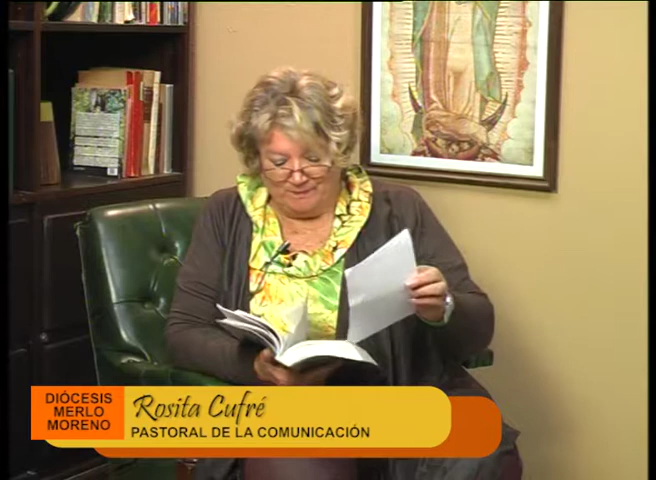 DIÓCESIS
MERLO
MORENO
Rosita Cufré
PASTORAL de la COMUNICACIÓN